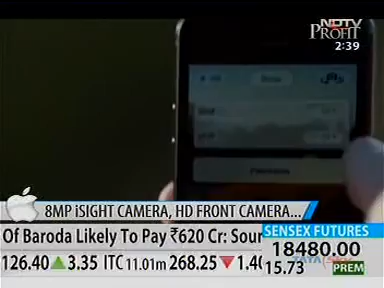 NDTV
PROFIT
2:39
8MP iSIGHT CAMERA, HD FRONT CAMERA...
Of Baroda Likely To Pay ₹620 Cr: Sour
SENSEX FUTURES
18480.00
126.40 3.35 ITC 11.01m 268.25 1.40
15.73 PREM